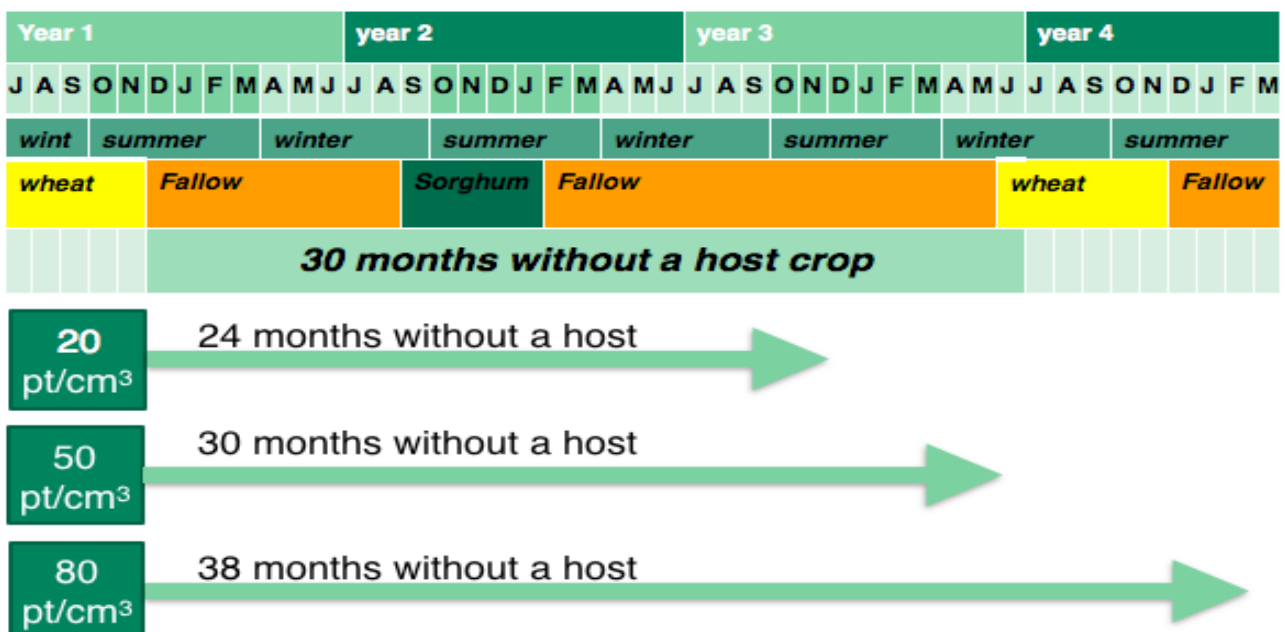 Year 1 year 2 year 3 year 4
J A S O N D J F M A M J J A S O N D J F M A M J J A S O N D J F M A M J J A S O N D J F M
wint summer winter summer winter summer winter summer
wheat Fallow Sorghum Fallow wheat Fallow
30 months without a host crop
20 24 months without a host
pt/cm³
50 30 months without a host
pt/cm³
80 38 months without a host
pt/cm³